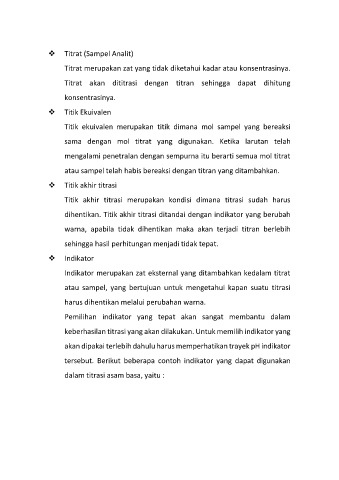 ❖ Titrat (Sampel Analit)
Titrat merupakan zat yang tidak diketahui kadar atau konsentrasinya.
Titrat akan dititrasi dengan titran sehingga dapat dihitung
konsentrasinya.
❖ Titik Ekuivalen
Titik ekuivalen merupakan titik dimana mol sampel yang bereaksi
sama dengan mol titrat yang digunakan. Ketika larutan telah
mengalami penetralan dengan sempurna itu berarti semua mol titrat
atau sampel telah habis bereaksi dengan titran yang ditambahkan.
❖ Titik akhir titrasi
Titik akhir titrasi merupakan kondisi dimana titrasi sudah harus
dihentikan. Titik akhir titrasi ditandai dengan indikator yang berubah
warna, apabila tidak dihentikan maka akan terjadi titran berlebih
sehingga hasil perhitungan menjadi tidak tepat.
❖ Indikator
Indikator merupakan zat eksternal yang ditambahkan kedalam titrat
atau sampel, yang bertujuan untuk mengetahui kapan suatu titrasi
harus dihentikan melalui perubahan warna.
Pemilihan indikator yang tepat akan sangat membantu dalam
keberhasilan titrasi yang akan dilakukan. Untuk memilih indikator yang
akan dipakai terlebih dahulu harus memperhatikan trayek pH indikator
tersebut. Berikut beberapa contoh indikator yang dapat digunakan
dalam titrasi asam basa, yaitu :